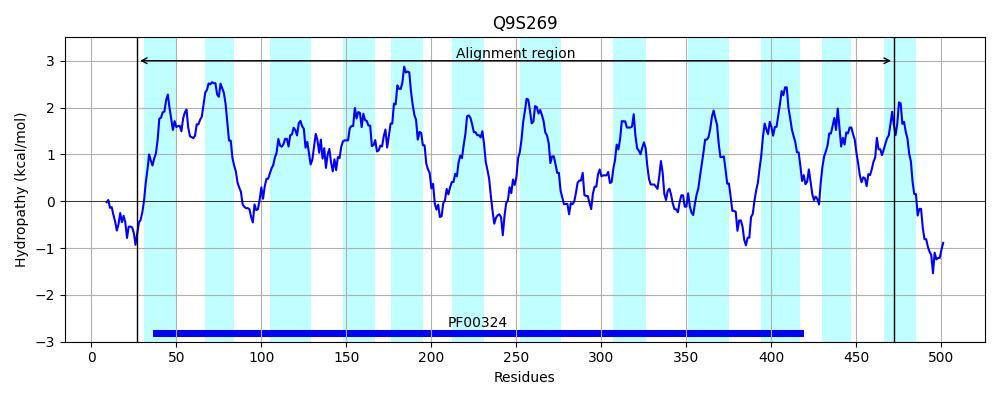 Q9S269
Alignment region
PF00324
Hydropathy (kcal/mol)
3
2
1
0
−1
−2
−3
0 50 100 150 200 250 300 350 400 450 500
Residues